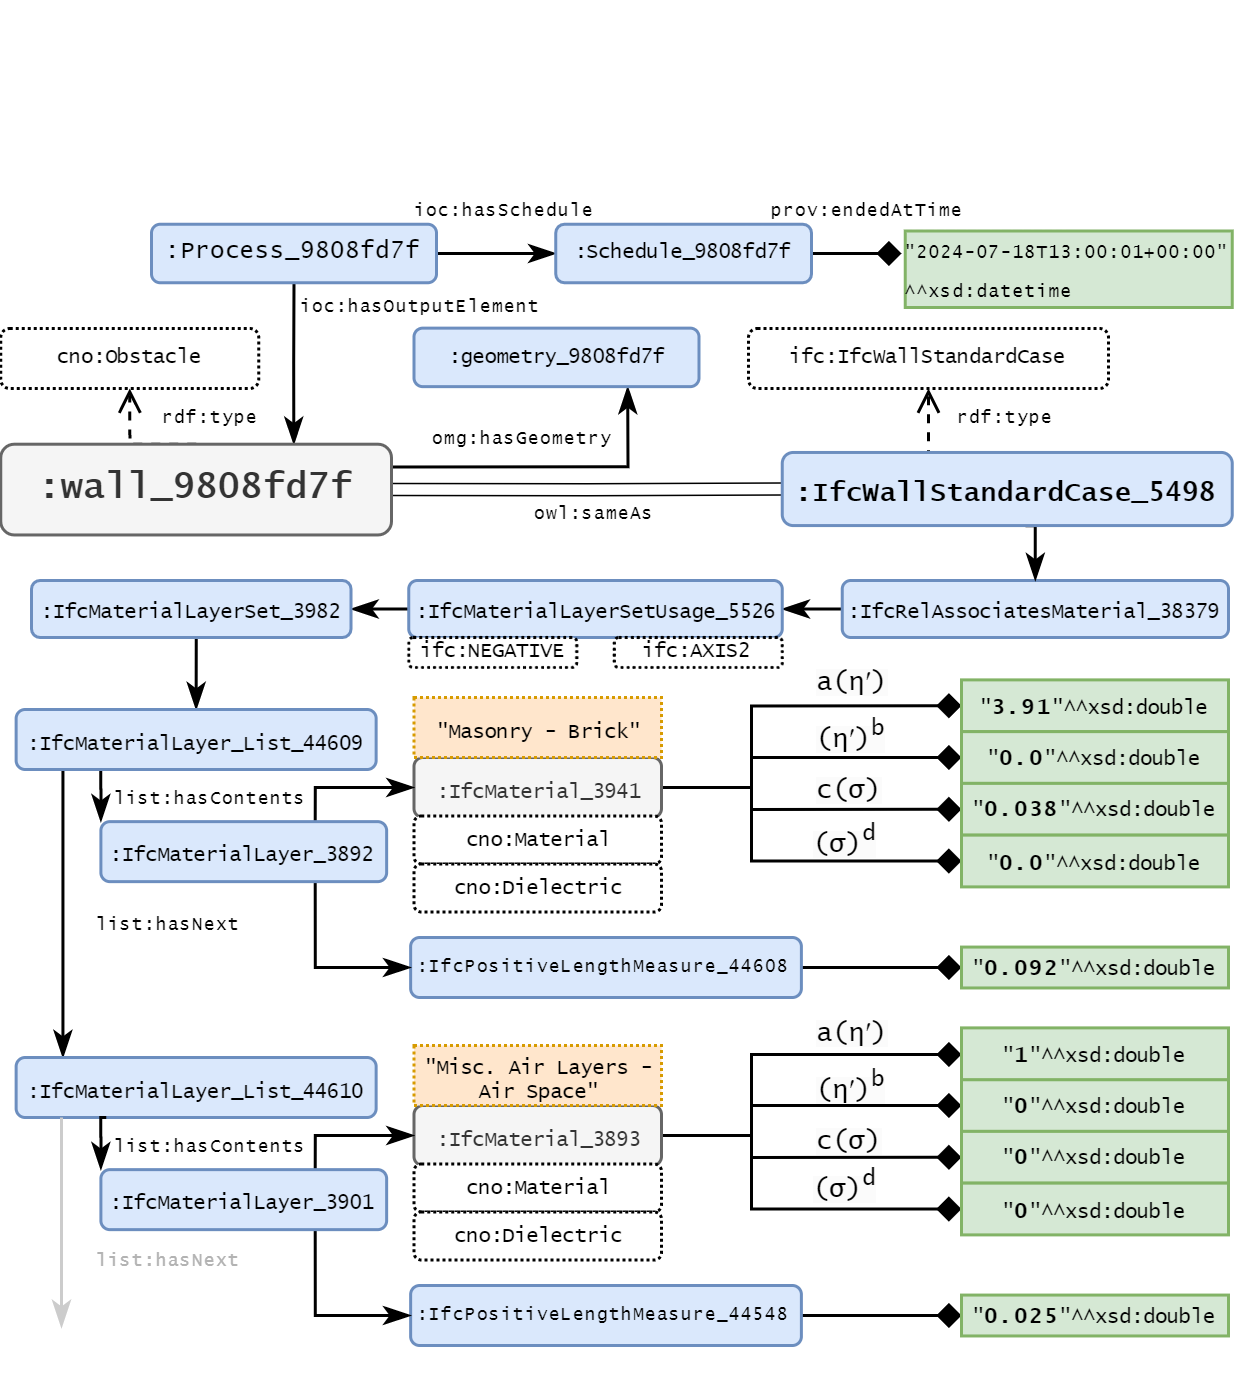 ioc:hasSchedule
prov:endedAtTime
:Process_9808fd7f
:Schedule_9808fd7f
"2024-07-18T13:00:01+00:00"
^^xsd:datetime
ioc:hasOutputElement
cno:Obstacle
:geometry_9808fd7f
ifc:IfcWallStandardCase
rdf:type
rdf:type
omg:hasGeometry
:wall_9808fd7f
:IfcWallStandardCase_5498
owl:sameAs
:IfcMaterialLayerSet_3982
:IfcMaterialLayerSetUsage_5526
:IfcRelAssociatesMaterial_38379
ifc:NEGATIVE
ifc:AXIS2
a(η′)
"3.91"^^xsd:double
"Masonry - Brick"
:IfcMaterialLayer_List_44609
(η′)b
"0.0"^^xsd:double
list:hasContents
:IfcMaterial_3941
c(σ)
"0.038"^^xsd:double
cno:Material
(σ)d
"0.0"^^xsd:double
:IfcMaterialLayer_3892
cno:Dielectric
list:hasNext
:IfcPositiveLengthMeasure_44608
"0.092"^^xsd:double
a(η′)
"1"^^xsd:double
"Misc. Air Layers -
Air Space"
:IfcMaterialLayer_List_44610
(η′)b
"0"^^xsd:double
list:hasContents
:IfcMaterial_3893
c(σ)
"0"^^xsd:double
cno:Material
(σ)d
"0"^^xsd:double
:IfcMaterialLayer_3901
cno:Dielectric
list:hasNext
:IfcPositiveLengthMeasure_44548
"0.025"^^xsd:double